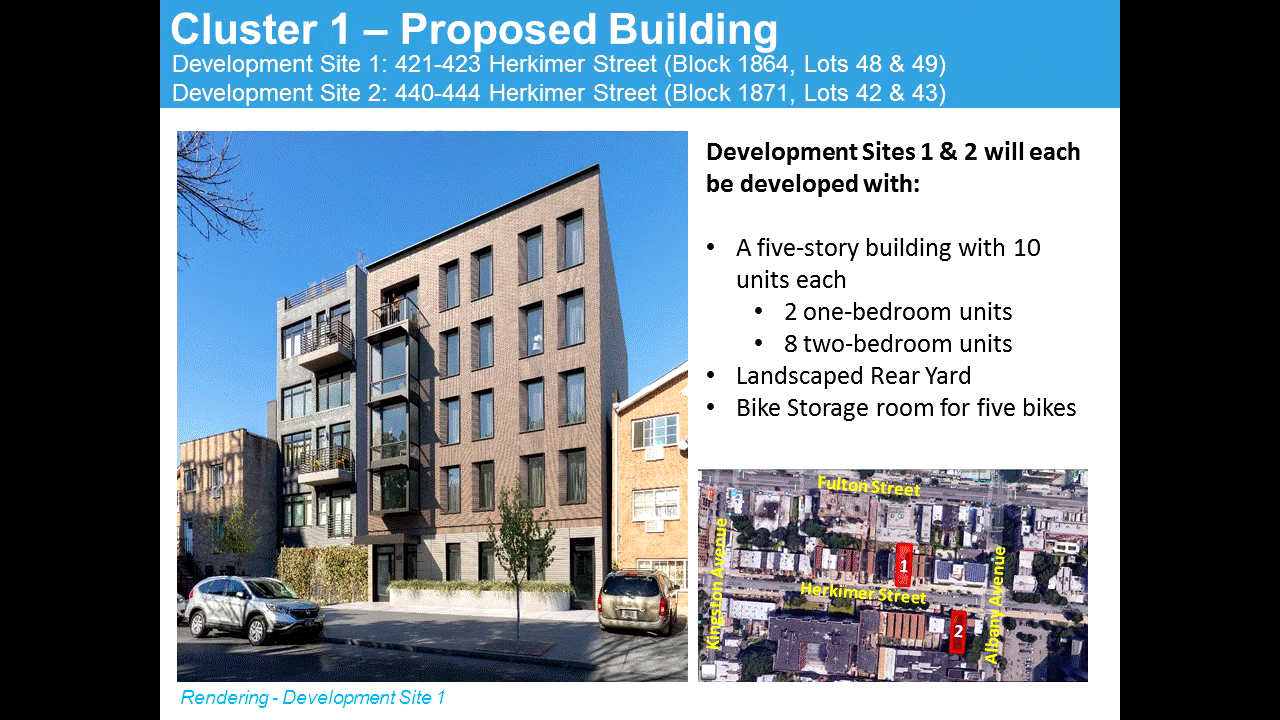 Cluster 1 – Proposed Building
Development Site 1: 421-423 Herkimer Street (Block 1864, Lots 48 & 49)
Development Site 2: 440-444 Herkimer Street (Block 1871, Lots 42 & 43)
Development Sites 1 & 2 will each
be developed with:
• A five-story building with 10
units each
• 2 one-bedroom units
• 8 two-bedroom units
• Landscaped Rear Yard
• Bike Storage room for five bikes
Fulton Street
Kingston Avenue
1
Herkimer Street
Albany Avenue
2
Rendering - Development Site 1